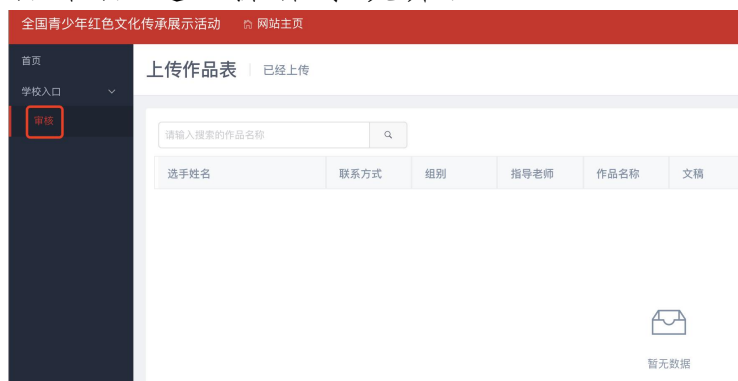 全国青少年红色文化传承展示活动 网站主页
首页
学校入口
审核
上传作品表 已经上传
请输入搜索的作品名称
选手姓名 联系方式 组别 指导老师 作品名称 文稿
暂无数据